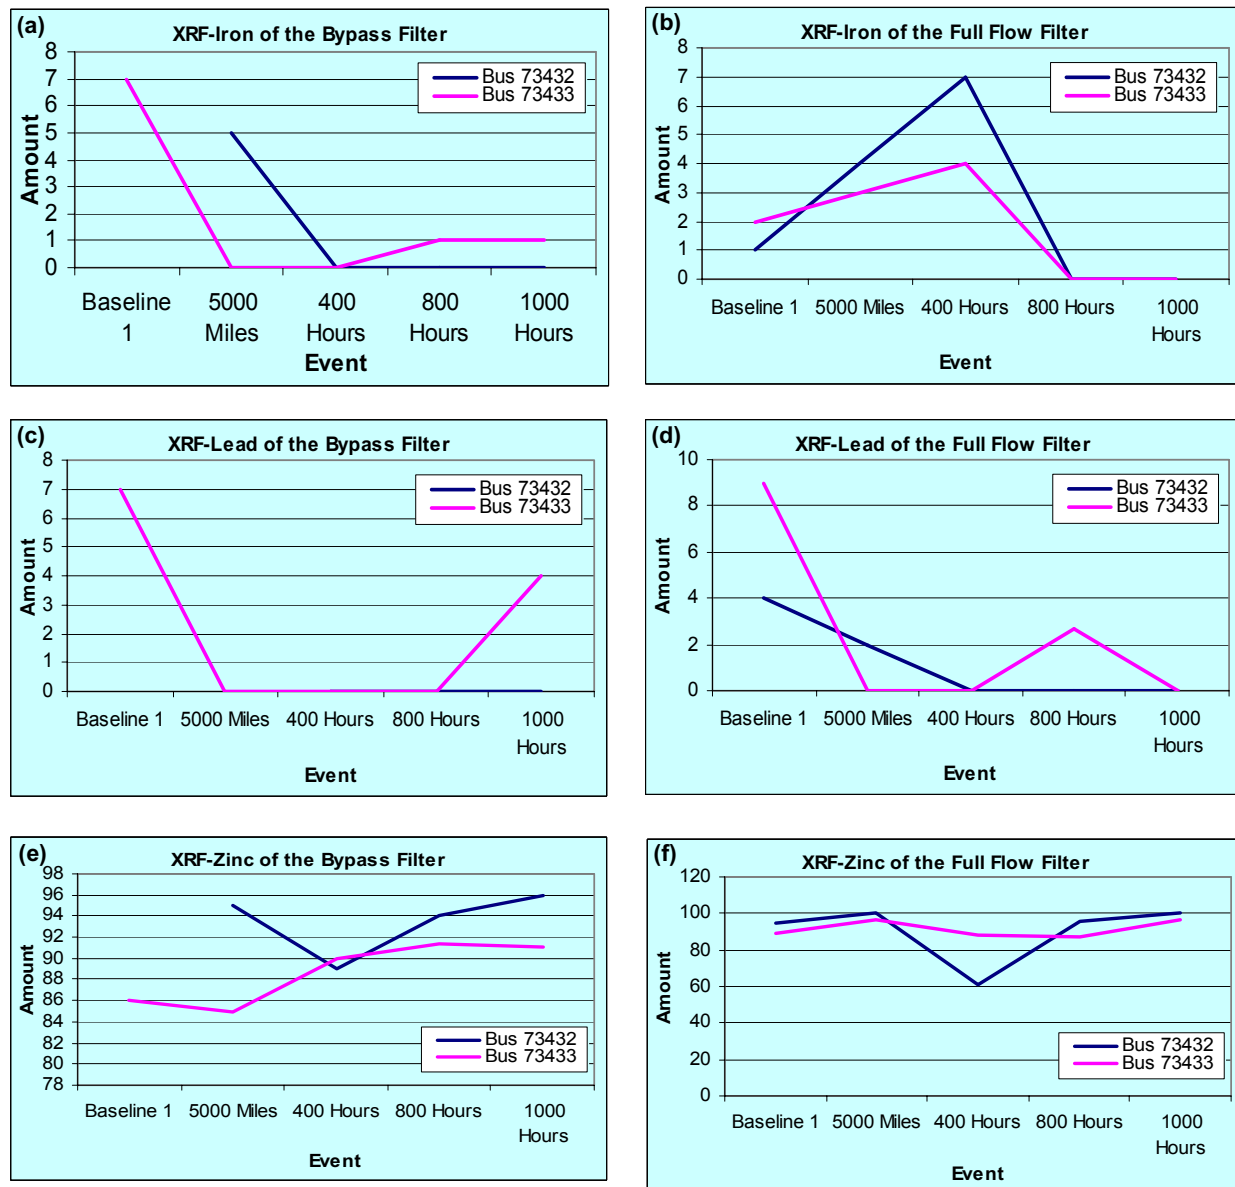 (a)
XRF-Iron of the Bypass Filter
8
7
6
5
4
3
2
1
0
Amount
Bus 73432
Bus 73433
Baseline 5000 400 800 1000
1 Miles Hours Hours Hours
Event
(b)
XRF-Iron of the Full Flow Filter
8
7
6
5
4
3
2
1
0
Amount
Bus 73432
Bus 73433
Baseline 1 5000 Miles 400 Hours 800 Hours 1000
Hours
Event
(c)
XRF-Lead of the Bypass Filter
8
7
6
5
4
3
2
1
0
Amount
Bus 73432
Bus 73433
Baseline 1 5000 Miles 400 Hours 800 Hours 1000
Hours
Event
(d)
XRF-Lead of the Full Flow Filter
10
8
6
4
2
0
Amount
Bus 73432
Bus 73433
Baseline 1 5000 Miles 400 Hours 800 Hours 1000
Hours
Event
(e)
XRF-Zinc of the Bypass Filter
98
96
94
92
90
88
86
84
82
80
78
Amount
Bus 73432
Bus 73433
Baseline 1 5000 Miles 400 Hours 800 Hours 1000
Hours
Event
(f)
XRF-Zinc of the Full Flow Filter
120
100
80
60
40
20
0
Amount
Bus 73432
Bus 73433
Baseline 1 5000 Miles 400 Hours 800 Hours 1000
Hours
Event